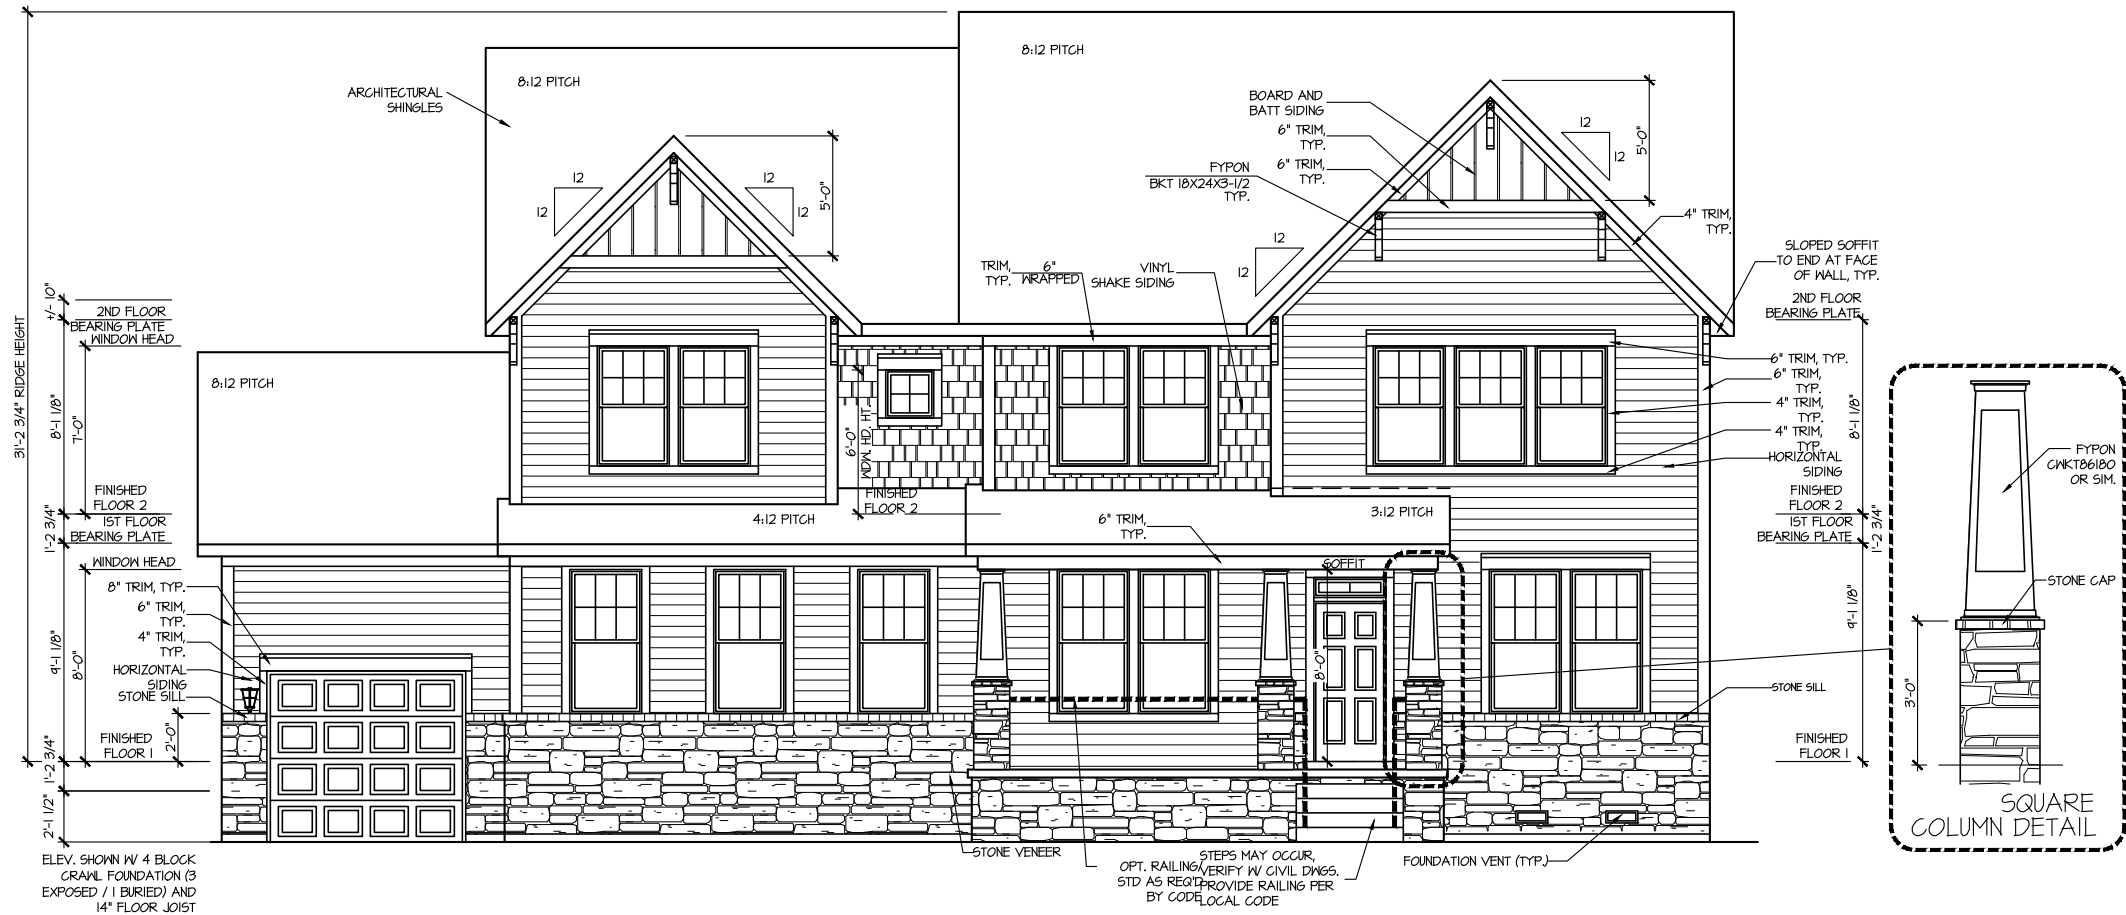 31'-2 3/4" RIDGE HEIGHT
8:12 PITCH
8:12 PITCH
8:12 PITCH
ARCHITECTURAL
SHINGLES
12
12
12
12
5'-0"
BOARD AND
BATT SIDING
6" TRIM,
TYP.
6" TRIM,
TYP.
FYPON
BKT 18X24X3-1/2
TYP.
12
12
5'-0"
4" TRIM,
TYP.
12
12
SLOPED SOFFIT
TO END AT FACE
OF WALL, TYP.
TRIM,
TYP.
6"
WRAPPED
VINYL
SHAKE SIDING
+/- 10"
2ND FLOOR
BEARING PLATE
WINDOW HEAD
8'-1 1/8"
7'-0"
FINISHED
FLOOR 2
1ST FLOOR
BEARING PLATE
1'-2 3/4"
WINDOW HEAD
8" TRIM, TYP.
6" TRIM,
TYP.
4" TRIM,
TYP.
HORIZONTAL
SIDING
STONE SILL
9'-1 1/8"
8'-0"
FINISHED
FLOOR 1
2'-0"
1'-2 3/4"
2'-1 1/2"
ELEV. SHOWN W/ 4 BLOCK
CRAWL FOUNDATION (3
EXPOSED / 1 BURIED) AND
14" FLOOR JOIST
6'-0"
WDW. HD. HT.
FINISHED
FLOOR 2
4:12 PITCH
3:12 PITCH
6" TRIM,
TYP.
SOFFIT
8'-0"
2ND FLOOR
BEARING PLATE
6" TRIM, TYP.
6" TRIM,
TYP.
4" TRIM,
TYP.
4" TRIM,
TYP.
HORIZONTAL
SIDING
8'-1 1/8"
FINISHED
FLOOR 2
1ST FLOOR
BEARING PLATE
1'-2 3/4"
9'-1 1/8"
STONE SILL
FINISHED
FLOOR 1
STONE VENEER
OPT. RAILING/
STD AS REQ'D
BY CODE
STEPS MAY OCCUR,
VERIFY W/ CIVIL DWGS.
PROVIDE RAILING PER
LOCAL CODE
FOUNDATION VENT (TYP.)
FYPON
CWKT86180
OR SIM.
STONE CAP
3'-0"
SQUARE
COLUMN DETAIL